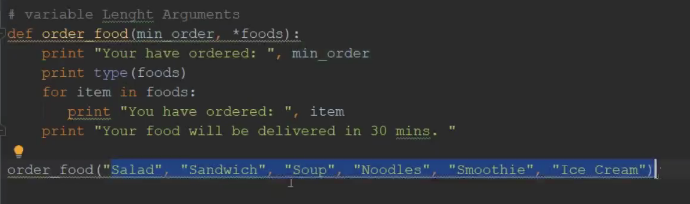 # variable Lenght Arguments
def order_food(min_order, *foods):
    print "Your have ordered: ", min_order
    print type(foods)
    for item in foods:
        print "You have ordered: ", item
    print "Your food will be delivered in 30 mins. "
order_food("Salad", "Sandwich", "Soup", "Noodles", "Smoothie", "Ice Cream")